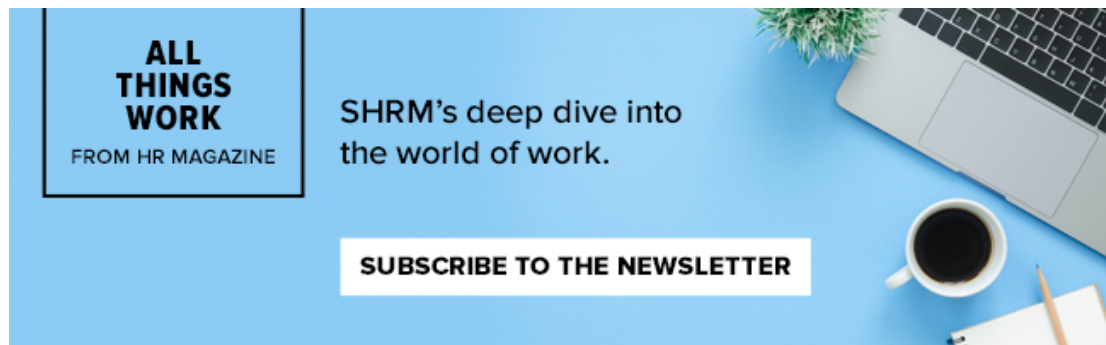 ALL
THINGS
WORK
FROM HR MAGAZINE
SHRM’s deep dive into
the world of work.
SUBSCRIBE TO THE NEWSLETTER